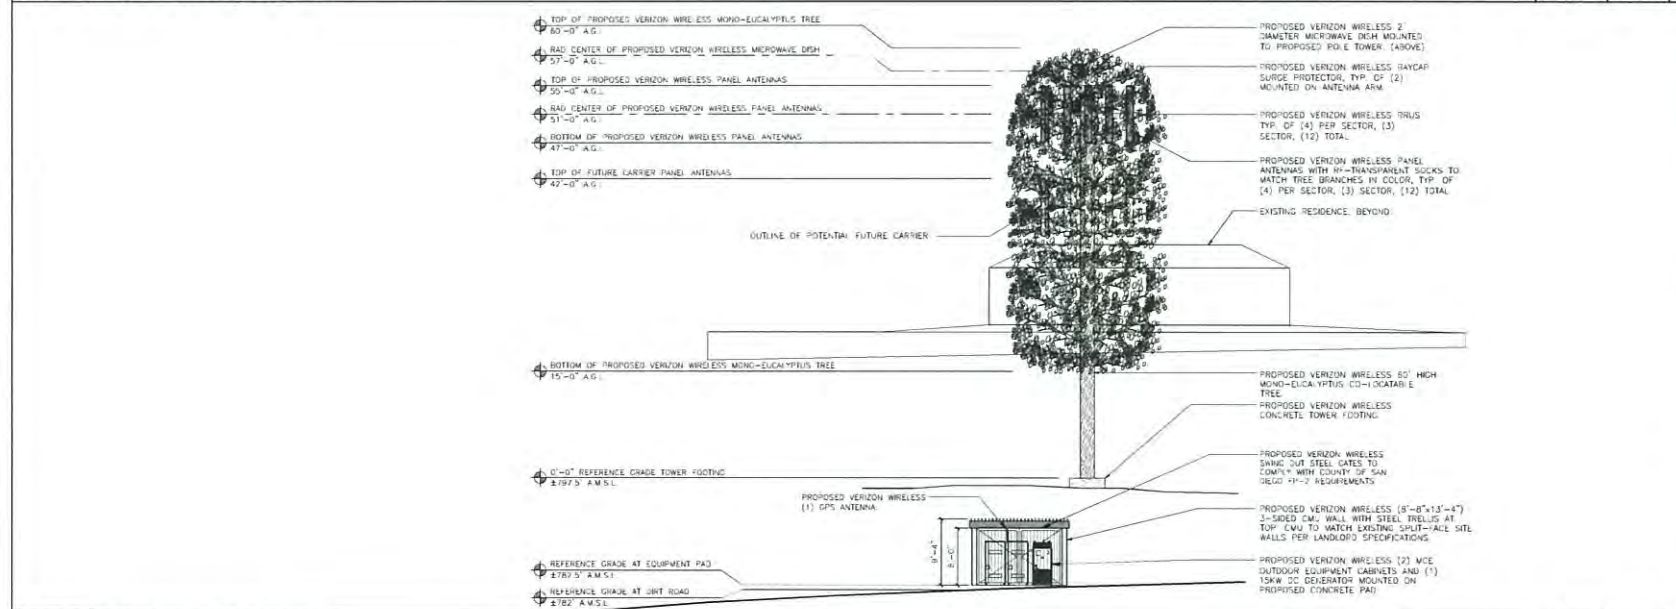 TOP OF PROPOSED VERIZON WIRELESS MONO-EUCALYPTUS TREE
60'-0" A.G.L.
RAD CENTER OF PROPOSED VERIZON WIRELESS MICROWAVE DISH
57'-0" A.G.L.
TOP OF PROPOSED VERIZON WIRELESS PANEL ANTENNAS
55'-0" A.G.L.
RAD CENTER OF PROPOSED VERIZON WIRELESS PANEL ANTENNAS
51'-0" A.G.L.
BOTTOM OF PROPOSED VERIZON WIRELESS PANEL ANTENNAS
47'-0" A.G.L.
TOP OF FUTURE CARRIER PANEL ANTENNAS
42'-0" A.G.L.
OUTLINE OF POTENTIAL FUTURE CARRIER
BOTTOM OF PROPOSED VERIZON WIRELESS MONO-EUCALYPTUS TREE
15'-0" A.G.L.
0'-0" REFERENCE GRADE TOWER FOOTING
±797.5' A.M.S.L.
PROPOSED VERIZON WIRELESS
(1) GPS ANTENNA
9'-4"
8'-0"
REFERENCE GRADE AT EQUIPMENT PAD
±782.5' A.M.S.L.
REFERENCE GRADE AT DIRT ROAD
±782' A.M.S.L.
PROPOSED VERIZON WIRELESS 2'
DIAMETER MICROWAVE DISH MOUNTED
TO PROPOSED POLE TOWER. (ABOVE)
PROPOSED VERIZON WIRELESS RAYCAP
SURGE PROTECTOR, TYP. OF (2)
MOUNTED ON ANTENNA ARM.
PROPOSED VERIZON WIRELESS RRUS
TYP. OF (4) PER SECTOR, (3)
SECTOR, (12) TOTAL
PROPOSED VERIZON WIRELESS PANEL
ANTENNAS WITH RF-TRANSPARENT SOCKS TO
MATCH TREE BRANCHES IN COLOR, TYP. OF
(4) PER SECTOR, (3) SECTOR, (12) TOTAL
EXISTING RESIDENCE, BEYOND
PROPOSED VERIZON WIRELESS 60' HIGH
MONO-EUCALYPTUS CO-LOCATABLE
TREE
PROPOSED VERIZON WIRELESS
CONCRETE TOWER FOOTING
PROPOSED VERIZON WIRELESS
SWING OUT STEEL GATES TO
COMPLY WITH COUNTY OF SAN
DIEGO FP-2 REQUIREMENTS
PROPOSED VERIZON WIRELESS (8'-8"x13'-4")
3-SIDED CMU WALL WITH STEEL TRELLIS AT
TOP. CMU TO MATCH EXISTING SPLIT-FACE SITE
WALLS PER LANDLORD SPECIFICATIONS
PROPOSED VERIZON WIRELESS (2) MCE
OUTDOOR EQUIPMENT CABINETS AND (1)
15KW DC GENERATOR MOUNTED ON
PROPOSED CONCRETE PAD